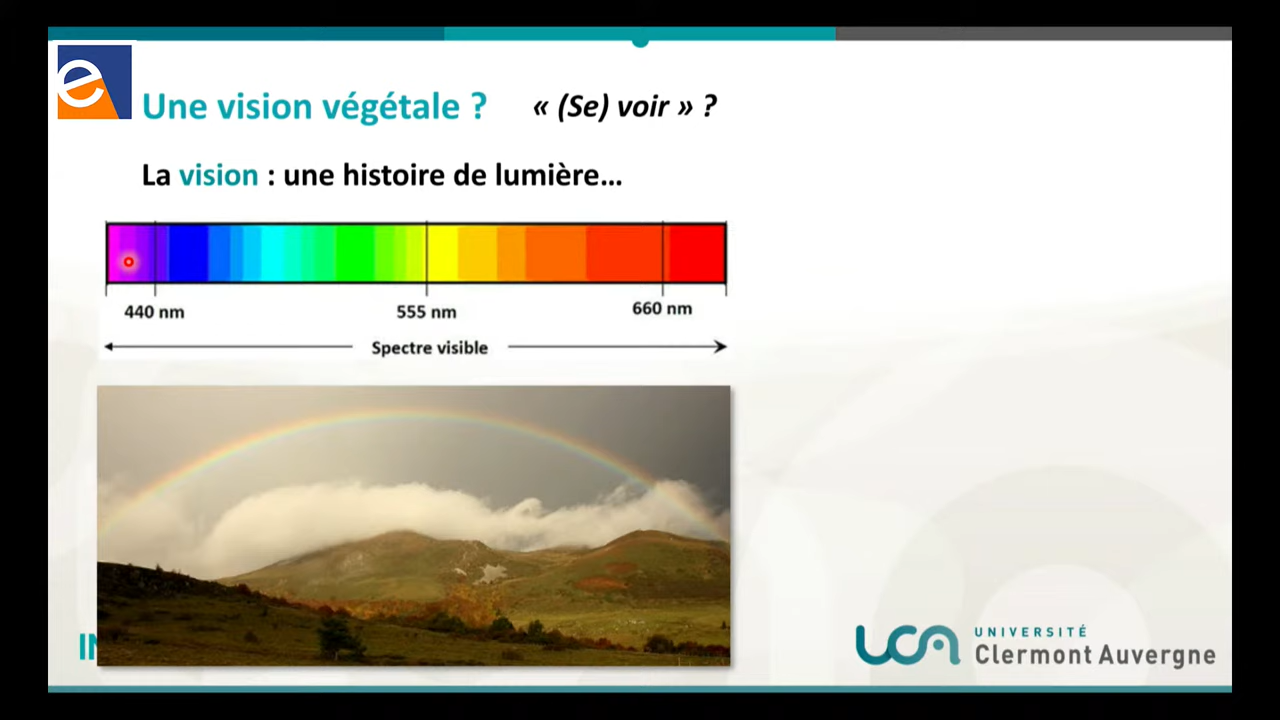 Une vision végétale ? « (Se) voir » ?
La vision : une histoire de lumière...
440 nm 555 nm 660 nm
Spectre visible
UCA UNIVERSITÉ
Clermont Auvergne